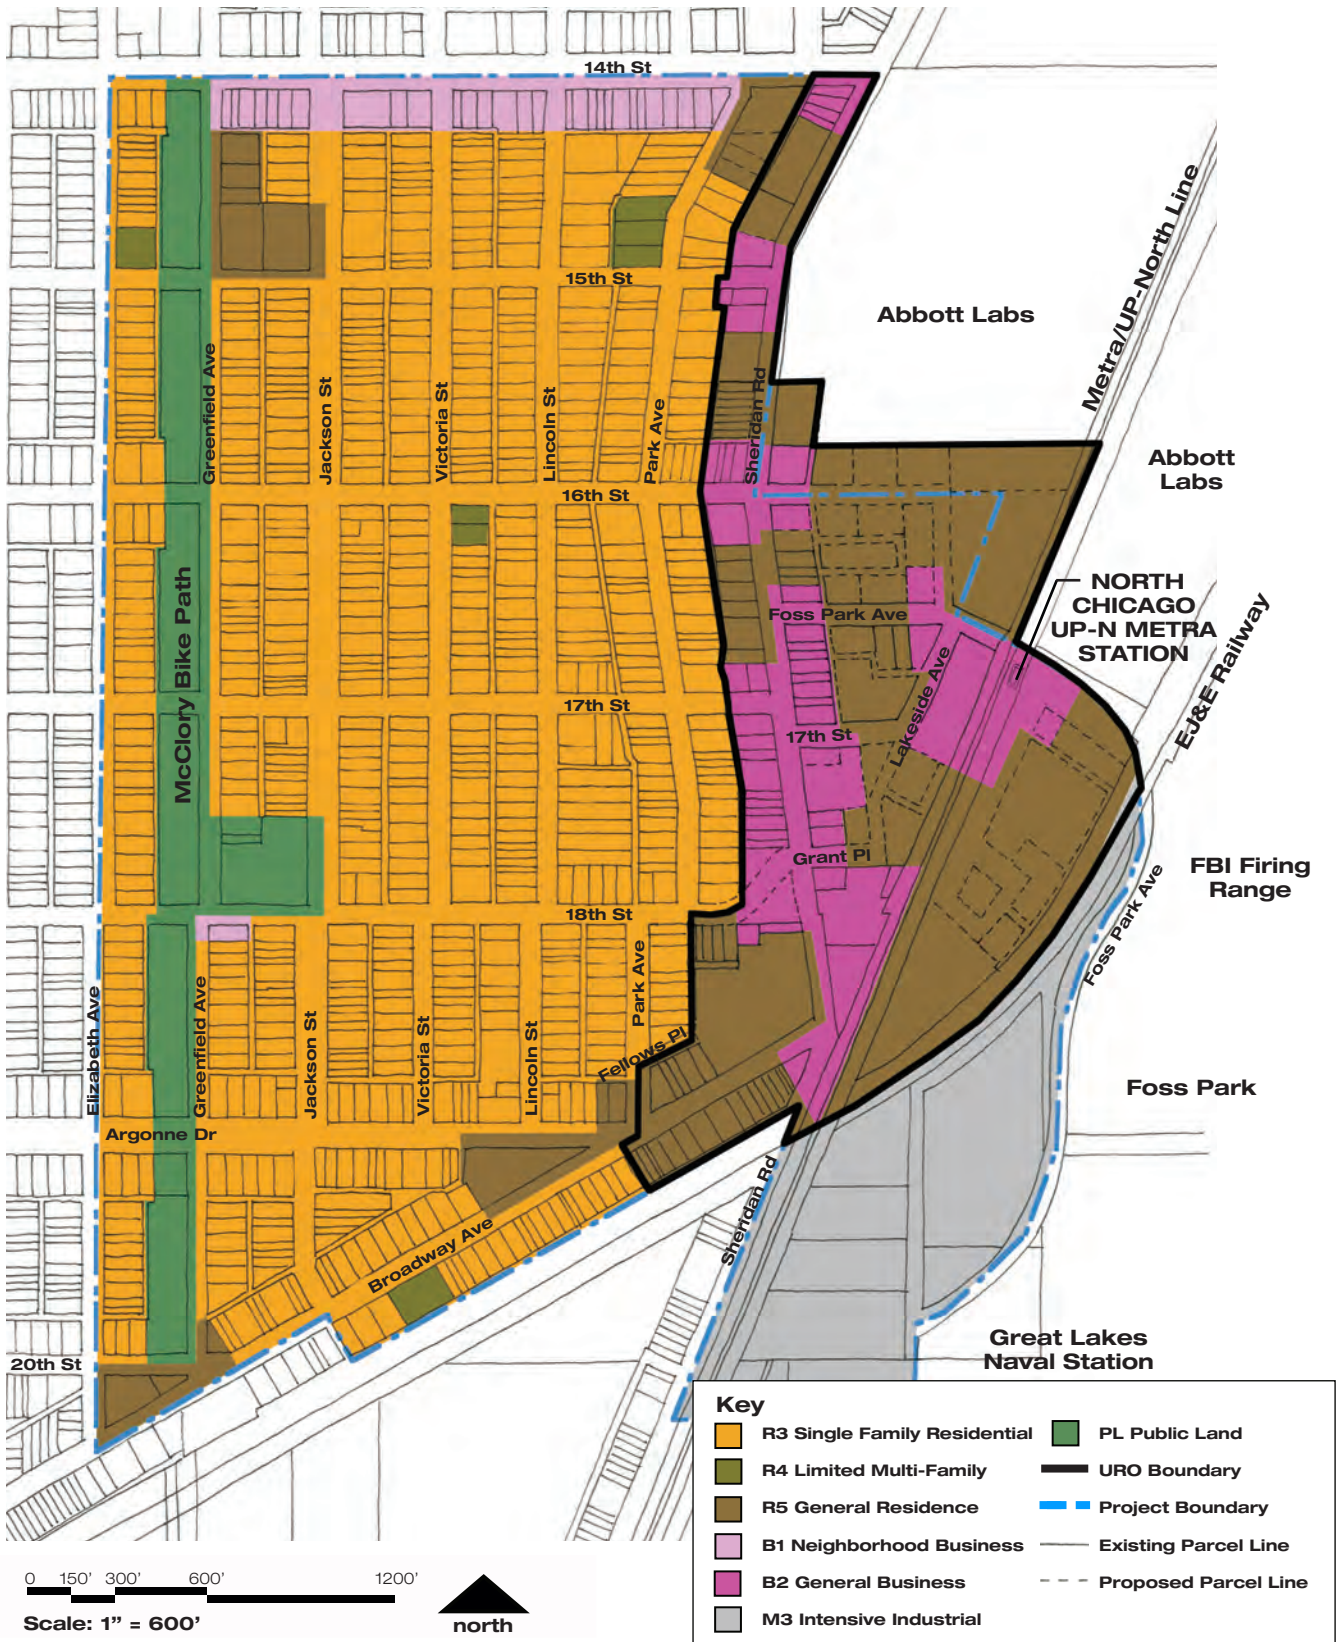 14th St
Metra/UP-North Line
15th St
Abbott Labs
Greenfield Ave
Jackson St
Victoria St
Lincoln St
Park Ave
Sheridan Rd
Abbott
Labs
16th St
McClory Bike Path
NORTH
CHICAGO
UP-N METRA
STATION
Foss Park Ave
EJ&E Railway
Lakeside Ave
17th St
17th St
Grant Pl
FBI Firing
Range
Foss Park Ave
18th St
Elizabeth Ave
Greenfield Ave
Jackson St
Victoria St
Lincoln St
Park Ave
Fellows Pl
Foss Park
Argonne Dr
Sheridan Rd
Broadway Ave
Great Lakes
Naval Station
20th St
Key
R3 Single Family Residential
R4 Limited Multi-Family
R5 General Residence
B1 Neighborhood Business
B2 General Business
M3 Intensive Industrial
PL Public Land
URO Boundary
Project Boundary
Existing Parcel Line
Proposed Parcel Line
0 150' 300' 600' 1200'
Scale: 1” = 600’
north